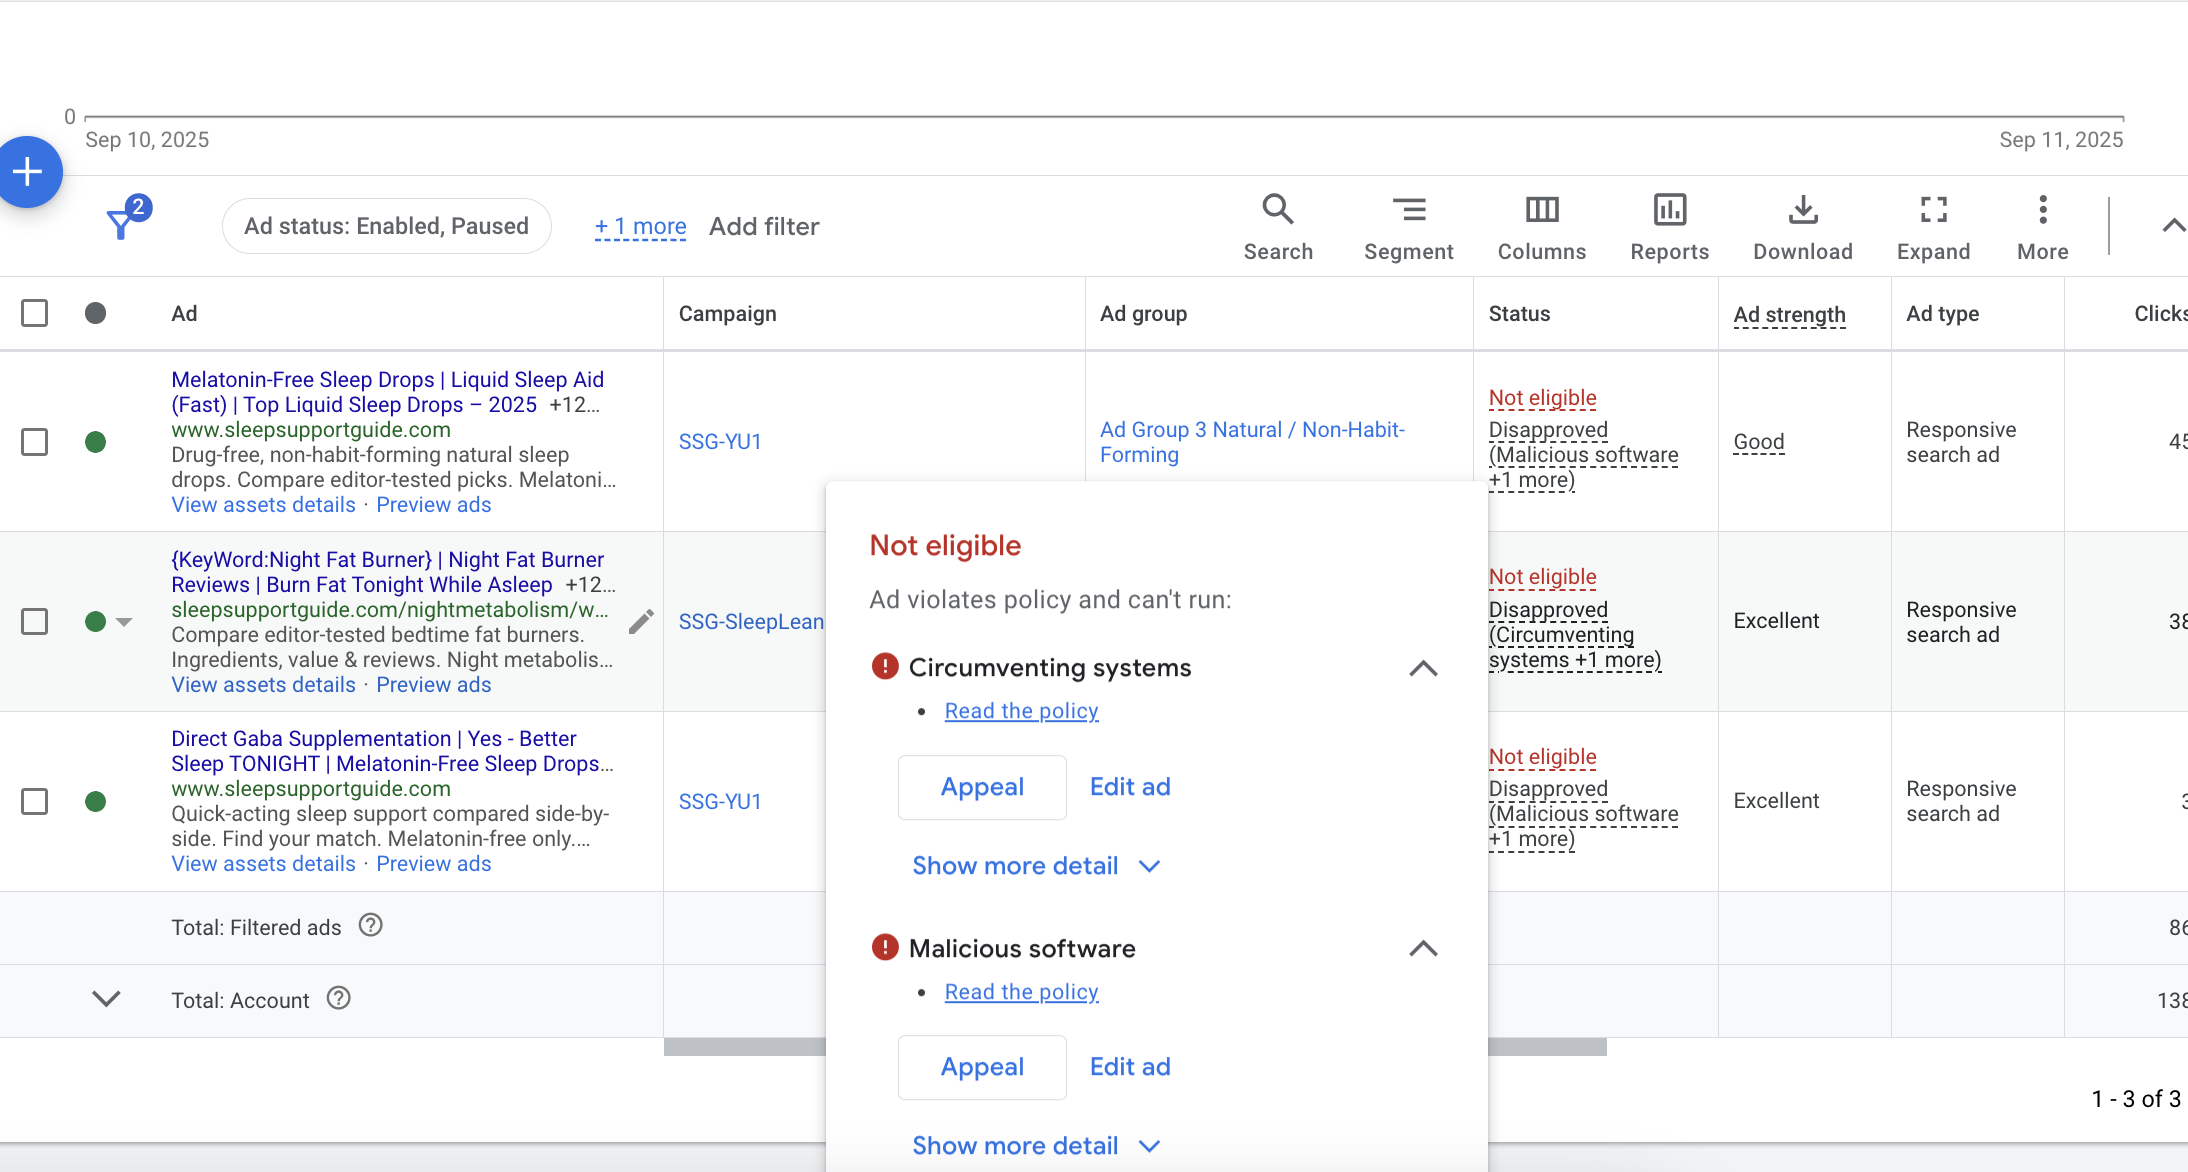 0
Sep 10, 2025
Sep 11, 2025
2
Ad status: Enabled, Paused
+ 1 more
Add filter
Search
Segment
Columns
Reports
Download
Expand
More
Ad
Campaign
Ad group
Status
Ad strength
Ad type
Clicks
Melatonin-Free Sleep Drops | Liquid Sleep Aid
(Fast) | Top Liquid Sleep Drops – 2025 +12...
www.sleepsupportguide.com
Drug-free, non-habit-forming natural sleep
drops. Compare editor-tested picks. Melatoni...
View assets details · Preview ads
SSG-YU1
Ad Group 3 Natural / Non-Habit-
Forming
Not eligible
Disapproved
(Malicious software
+1 more)
Good
Responsive
search ad
45
{KeyWord:Night Fat Burner} | Night Fat Burner
Reviews | Burn Fat Tonight While Asleep +12...
sleepsupportguide.com/nightmetabolism/w...
Compare editor-tested bedtime fat burners.
Ingredients, value & reviews. Night metabolis...
View assets details · Preview ads
SSG-SleepLean
Not eligible
Disapproved
(Circumventing
systems +1 more)
Excellent
Responsive
search ad
38
Direct Gaba Supplementation | Yes - Better
Sleep TONIGHT | Melatonin-Free Sleep Drops...
www.sleepsupportguide.com
Quick-acting sleep support compared side-by-
side. Find your match. Melatonin-free only....
View assets details · Preview ads
SSG-YU1
Not eligible
Disapproved
(Malicious software
+1 more)
Excellent
Responsive
search ad
3
Total: Filtered ads
86
Total: Account
138
1 - 3 of 3
Not eligible
Ad violates policy and can't run:
Circumventing systems
• Read the policy
Appeal
Edit ad
Show more detail
Malicious software
• Read the policy
Appeal
Edit ad
Show more detail